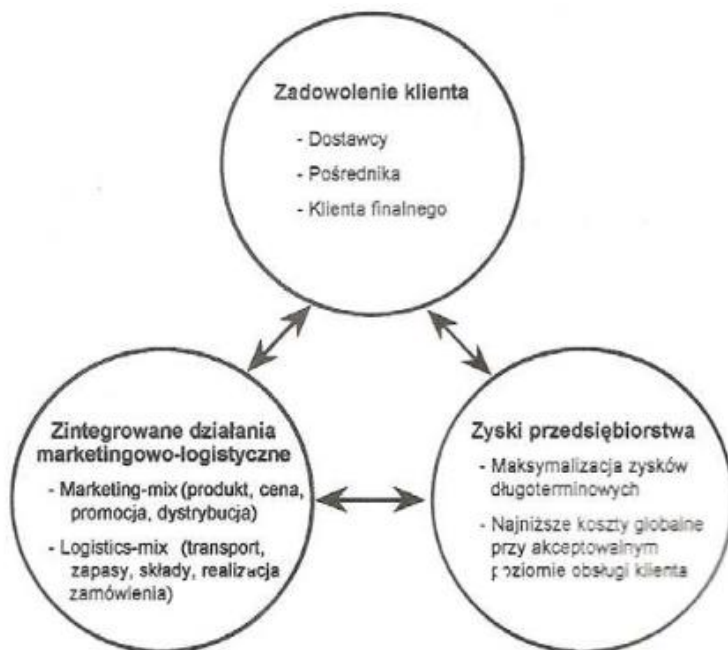 Zadowolenie klienta
- Dostawcy
- Pośrednika
- Klienta finalnego
Zintegrowane działania
marketingowo-logistyczne
- Marketing-mix (produkt, cena,
promocja, dystrybucja)
- Logistics-mix (transport,
zapasy, składy, realizacja
zamówienia)
Zyski przedsiębiorstwa
- Maksymalizacja zysków
długoterminowych
- Najniższe koszty globalne
przy akceptowalnym
poziomie obsługi klienta